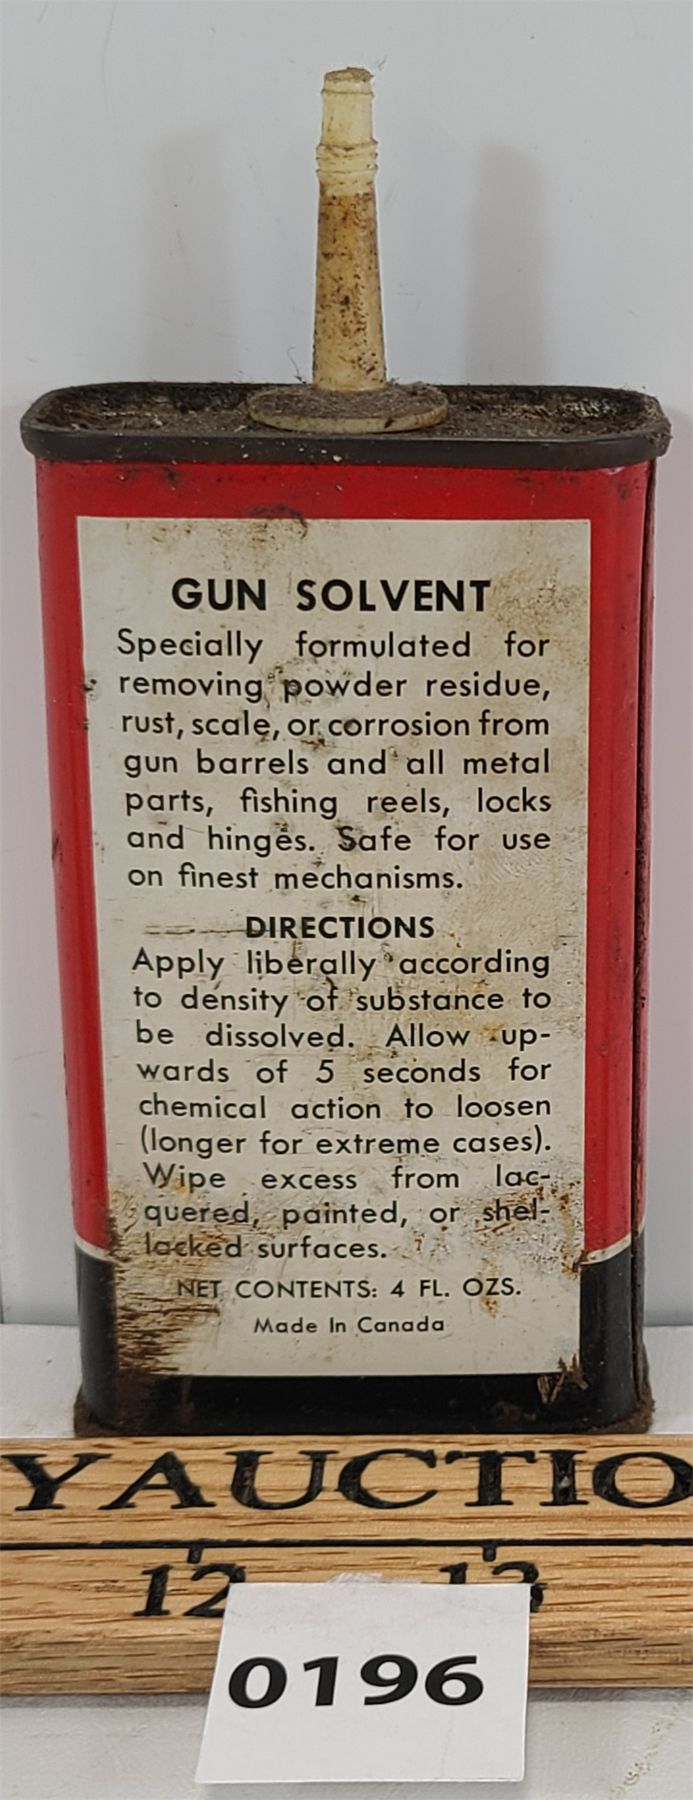 GUN SOLVENT
Specially formulated for
removing powder residue,
rust, scale, or corrosion from
gun barrels and all metal
parts, fishing reels, locks
and hinges. Safe for use
on finest mechanisms.
DIRECTIONS
Apply liberally according
to density of substance to
be dissolved. Allow up-
wards of 5 seconds for
chemical action to loosen
(longer for extreme cases).
Wipe excess from lac-
quered, painted, or shel-
lacked surfaces.
NET CONTENTS: 4 FL. OZS.
Made In Canada
YAUCTIO
12 13
0196